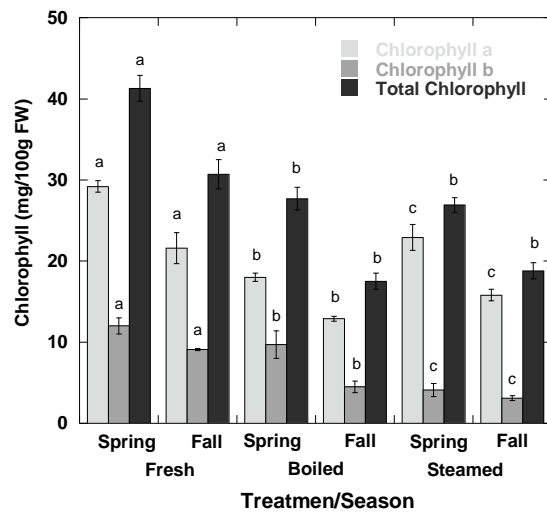 50
40
30
20
10
0
Chlorophyll (mg/100g FW)
Chlorophyll a
Chlorophyll b
Total Chlorophyll
a
a
a
a
a
a
b
b
b
b
b
b
c
c
b
c
c
b
Spring Fall Spring Fall Spring Fall
Fresh Boiled Steamed
Treatmen/Season